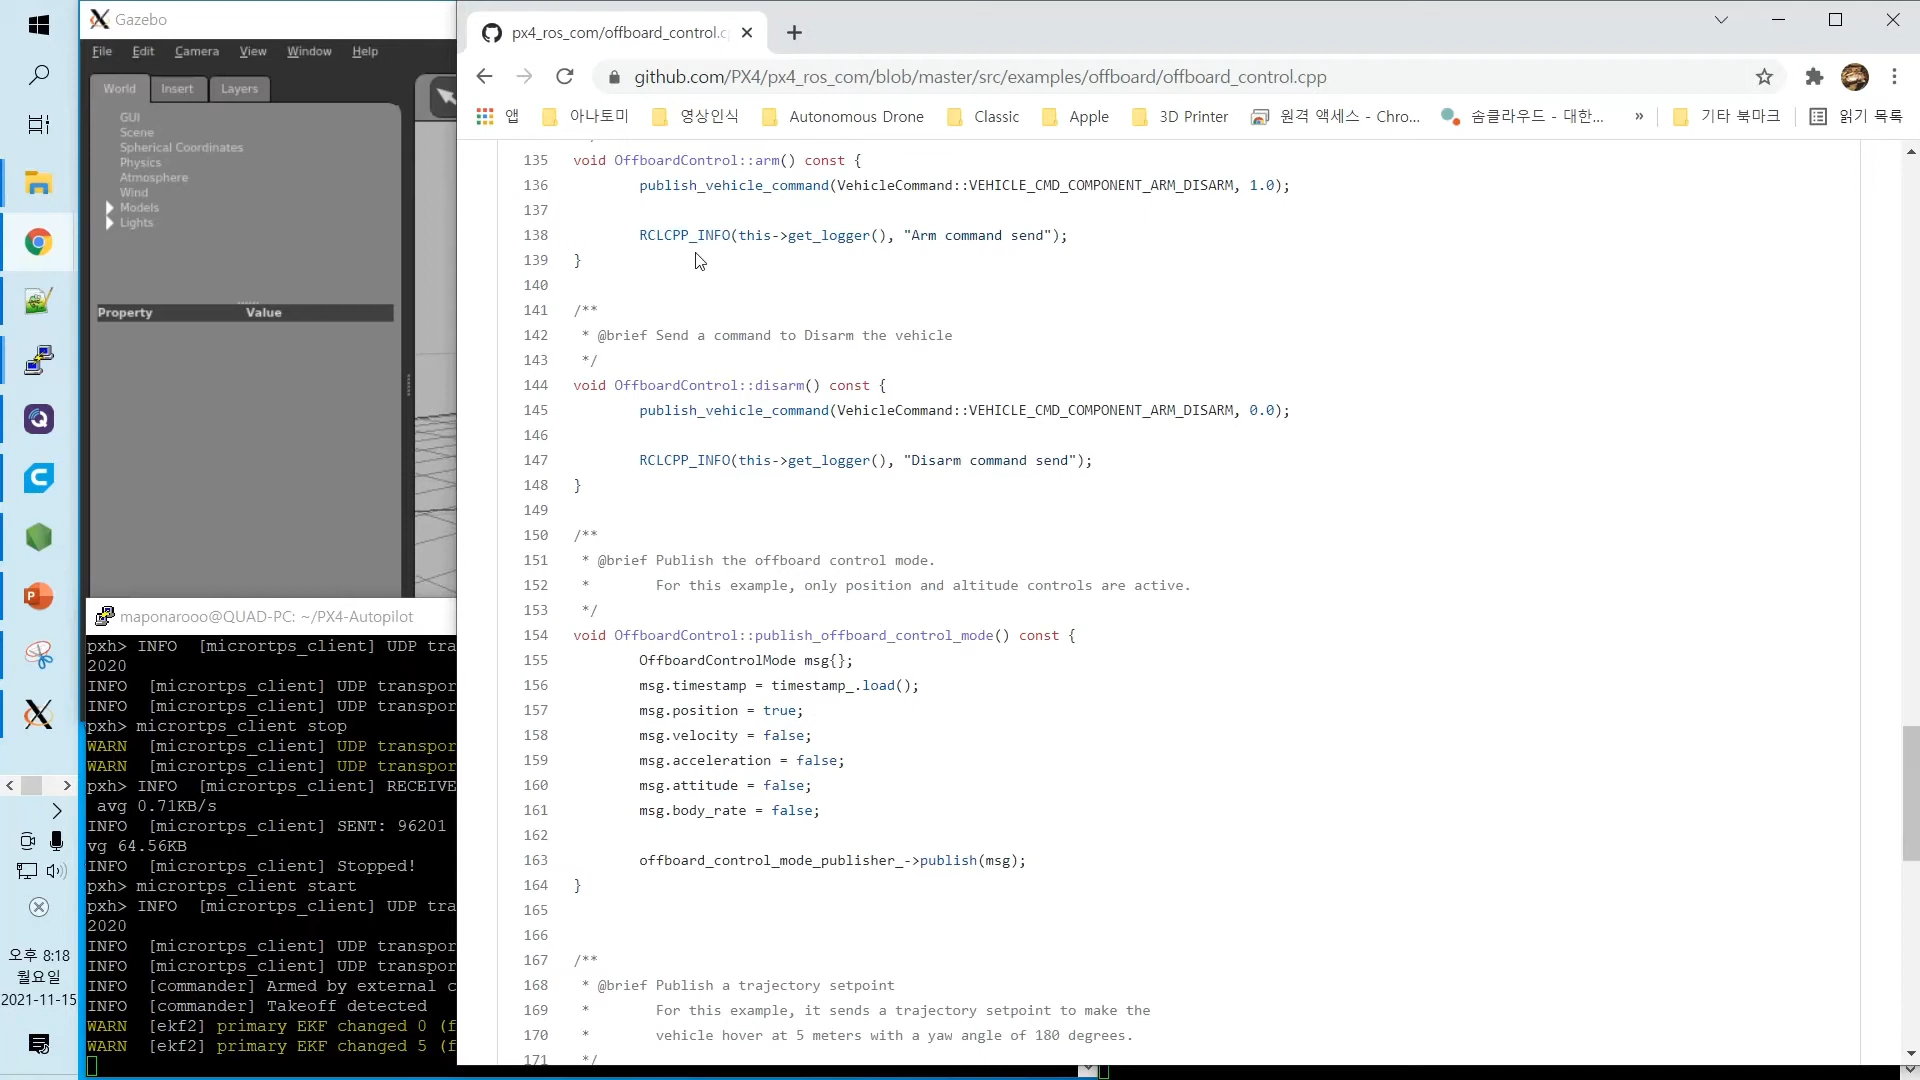 Gazebo
File Edit Camera View Window Help
World Insert Layers
GUI
Scene
Spherical Coordinates
Physics
Atmosphere
Wind
Models
Lights
Property Value
maponarooo@QUAD-PC: ~/PX4-Autopilot
pxh> INFO [micrortps_client] UDP tra
2020
INFO [micrortps_client] UDP transpor
INFO [micrortps_client] UDP transpor
pxh> micrortps_client stop
WARN [micrortps_client] UDP transpor
WARN [micrortps_client] UDP transpor
pxh> INFO [micrortps_client] RECEIVE
avg 0.71KB/s
INFO [micrortps_client] SENT: 96201
vg 64.56KB
INFO [micrortps_client] Stopped!
pxh> micrortps_client start
pxh> INFO [micrortps_client] UDP tra
2020
INFO [micrortps_client] UDP transpor
INFO [micrortps_client] UDP transpor
INFO [commander] Armed by external c
INFO [commander] Takeoff detected
WARN [ekf2] primary EKF changed 0 (f
WARN [ekf2] primary EKF changed 5 (f
오후 8:18
월요일
2021-11-15
px4_ros_com/offboard_control.c
github.com/PX4/px4_ros_com/blob/master/src/examples/offboard/offboard_control.cpp
앱 아나토미 영상인식 Autonomous Drone Classic Apple 3D Printer 원격 액세스 - Chro... 솜클라우드 - 대한... » 기타 북마크 읽기 목록
135 void OffboardControl::arm() const {
136 publish_vehicle_command(VehicleCommand::VEHICLE_CMD_COMPONENT_ARM_DISARM, 1.0);
137
138 RCLCPP_INFO(this->get_logger(), "Arm command send");
139 }
140
141 /**
142 * @brief Send a command to Disarm the vehicle
143 */
144 void OffboardControl::disarm() const {
145 publish_vehicle_command(VehicleCommand::VEHICLE_CMD_COMPONENT_ARM_DISARM, 0.0);
146
147 RCLCPP_INFO(this->get_logger(), "Disarm command send");
148 }
149
150 /**
151 * @brief Publish the offboard control mode.
152 * For this example, only position and altitude controls are active.
153 */
154 void OffboardControl::publish_offboard_control_mode() const {
155 OffboardControlMode msg{};
156 msg.timestamp = timestamp_.load();
157 msg.position = true;
158 msg.velocity = false;
159 msg.acceleration = false;
160 msg.attitude = false;
161 msg.body_rate = false;
162
163 offboard_control_mode_publisher_->publish(msg);
164 }
165
166
167 /**
168 * @brief Publish a trajectory setpoint
169 * For this example, it sends a trajectory setpoint to make the
170 * vehicle hover at 5 meters with a yaw angle of 180 degrees.
171 */